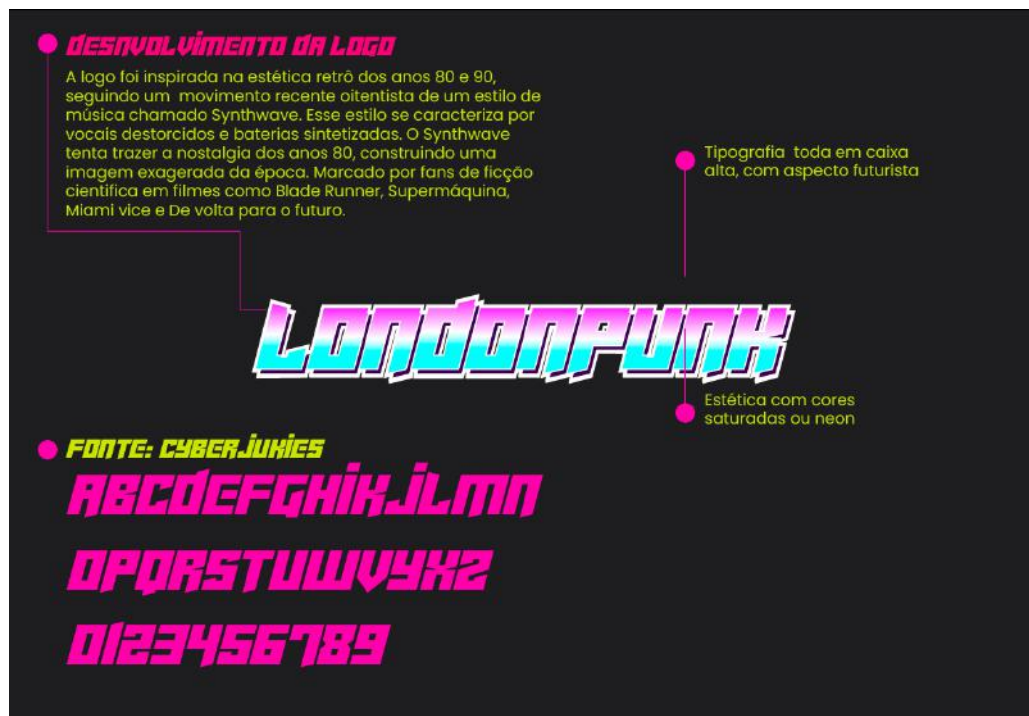 DESNVOLVIMENTO DA LOGO
A logo foi inspirada na estética retrô dos anos 80 e 90,
seguindo um movimento recente oitentista de um estilo de
música chamado Synthwave. Esse estilo se caracteriza por
vocais destorcidos e baterias sintetizadas. O Synthwave
tenta trazer a nostalgia dos anos 80, construindo uma
imagem exagerada da época. Marcado por fans de ficção
cientifica em filmes como Blade Runner, Supermáquina,
Miami vice e De volta para o futuro.
Tipografia toda em caixa
alta, com aspecto futurista
LONDONPUNK
Estética com cores
saturadas ou neon
FONTE: CYBERJUKIES
ABCDEFGHIKJLMN
OPQRSTUWVYXZ
0123456789